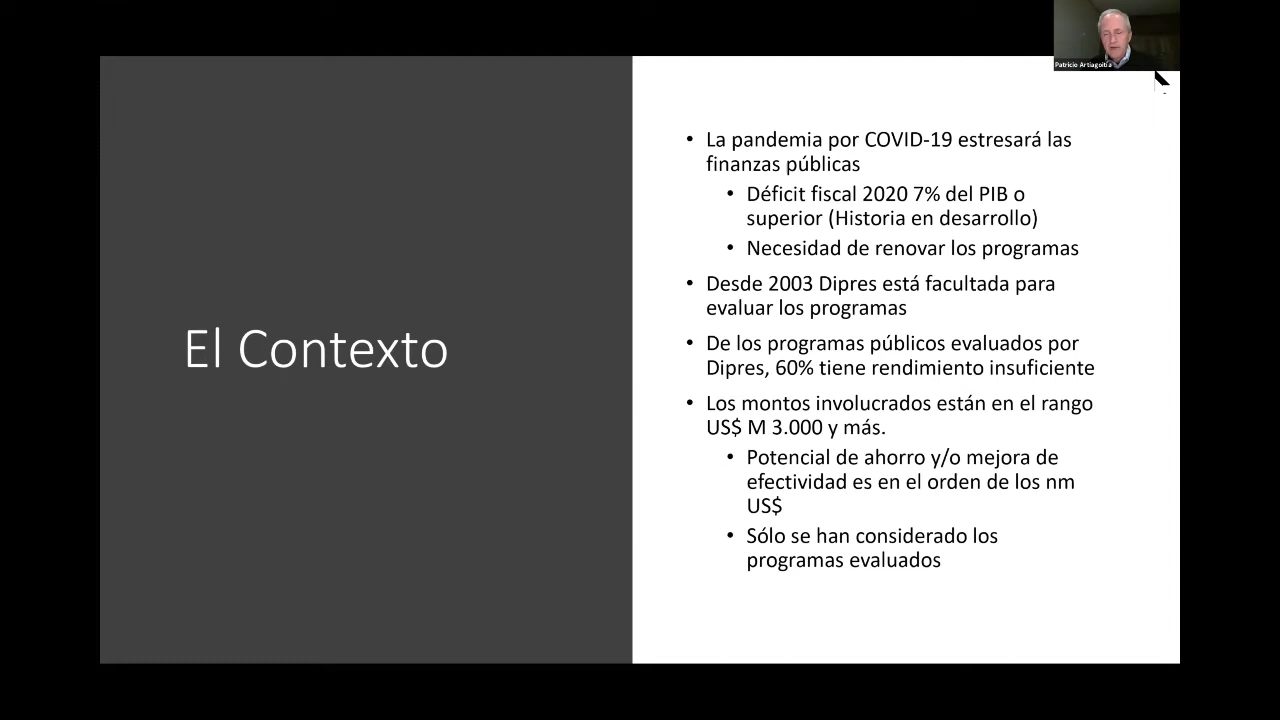 Patricio Artiagoitia
El Contexto
• La pandemia por COVID-19 estresará las
finanzas públicas
• Déficit fiscal 2020 7% del PIB o
superior (Historia en desarrollo)
• Necesidad de renovar los programas
• Desde 2003 Dipres está facultada para
evaluar los programas
• De los programas públicos evaluados por
Dipres, 60% tiene rendimiento insuficiente
• Los montos involucrados están en el rango
US$ M 3.000 y más.
• Potencial de ahorro y/o mejora de
efectividad es en el orden de los nm
US$
• Sólo se han considerado los
programas evaluados